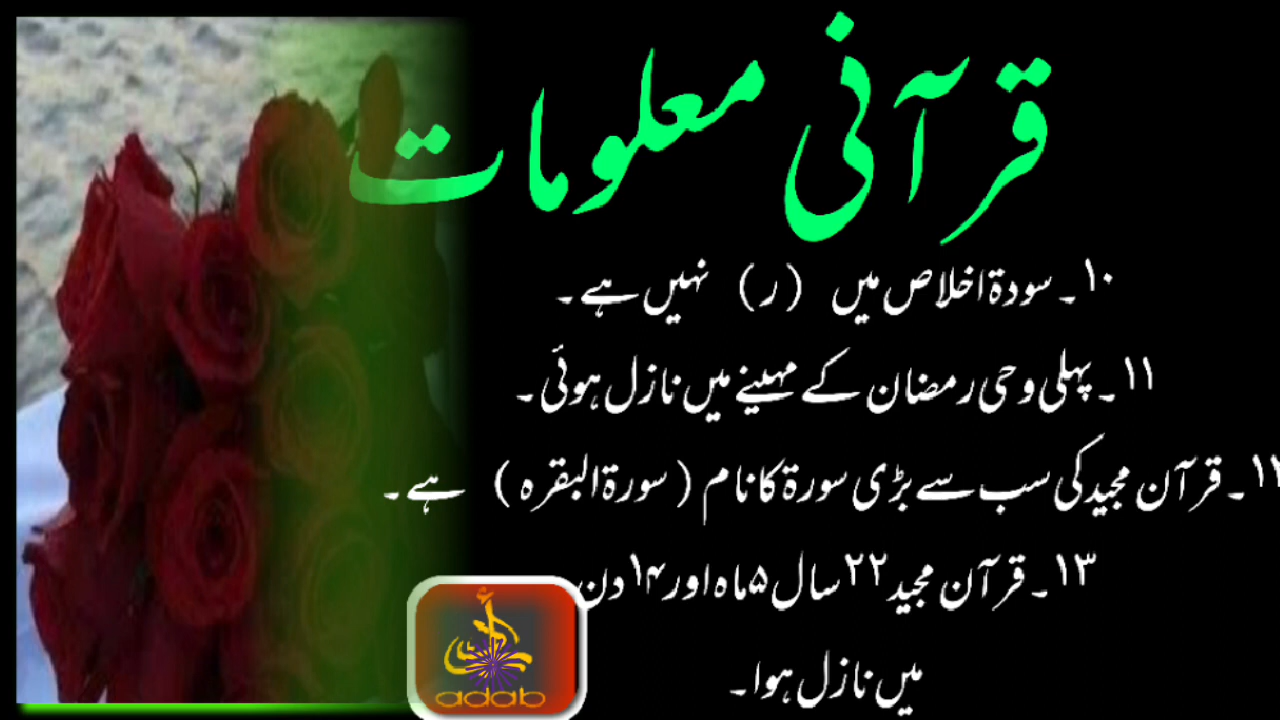 قرآنی معلومات
۱۰۔ سودۃ اخلاص میں (ر) نہیں ہے۔
۱۱۔ پہلی وحی رمضان کے مہینے میں نازل ہوئی۔
۱۲۔ قرآن مجید کی سب سے بڑی سورۃ کا نام (سورۃ البقرہ) ہے۔
۱۳۔ قرآن مجید ۲۲ سال ۵ ماہ اور ۱۴ دن
میں نازل ہوا۔
adab